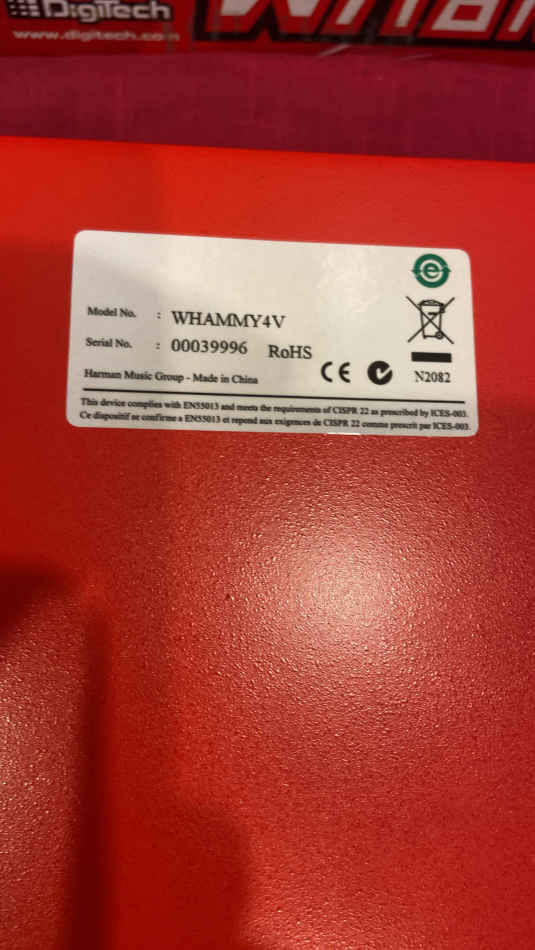 DigiTech
www.digitech.com
Model No. : WHAMMY4V
Serial No. : 00039996 RoHS
Harman Music Group - Made in China
CE
N2082
This device complies with EN55013 and meets the requirements of CISPR 22 as prescribed by ICES-003.
Ce dispositif se confirme a EN55013 et repond aux exigences de CISPR 22 comme prescrit par ICES-003.